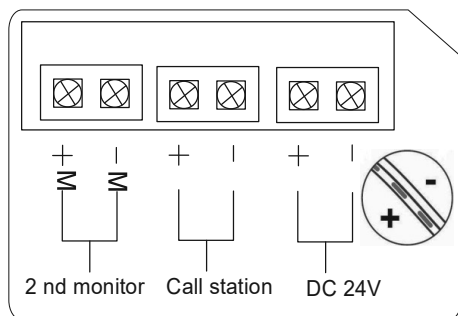 + − + − + −
M M
2 nd monitor Call station DC 24V
- +